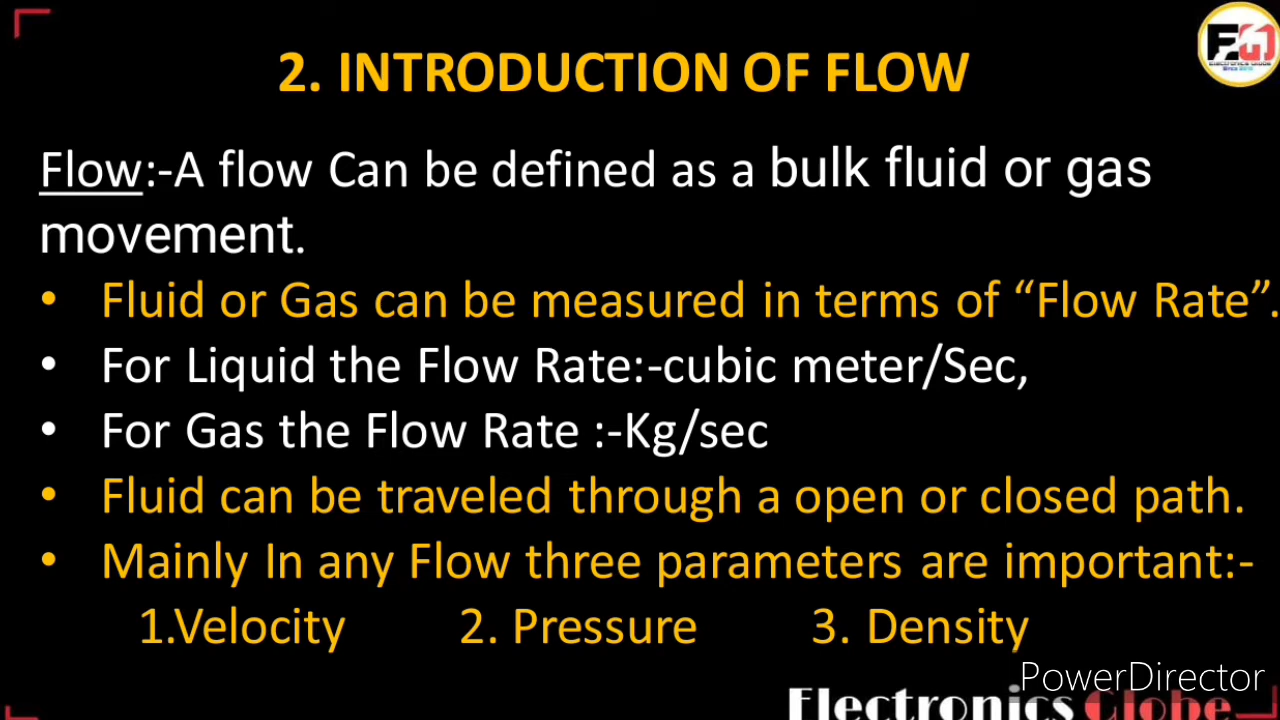 2. INTRODUCTION OF FLOW
Flow:-A flow Can be defined as a bulk fluid or gas
movement.
• Fluid or Gas can be measured in terms of “Flow Rate”.
• For Liquid the Flow Rate:-cubic meter/Sec,
• For Gas the Flow Rate :-Kg/sec
• Fluid can be traveled through a open or closed path.
• Mainly In any Flow three parameters are important:-
1.Velocity 2. Pressure 3. Density
PowerDirector
Electronics Globe